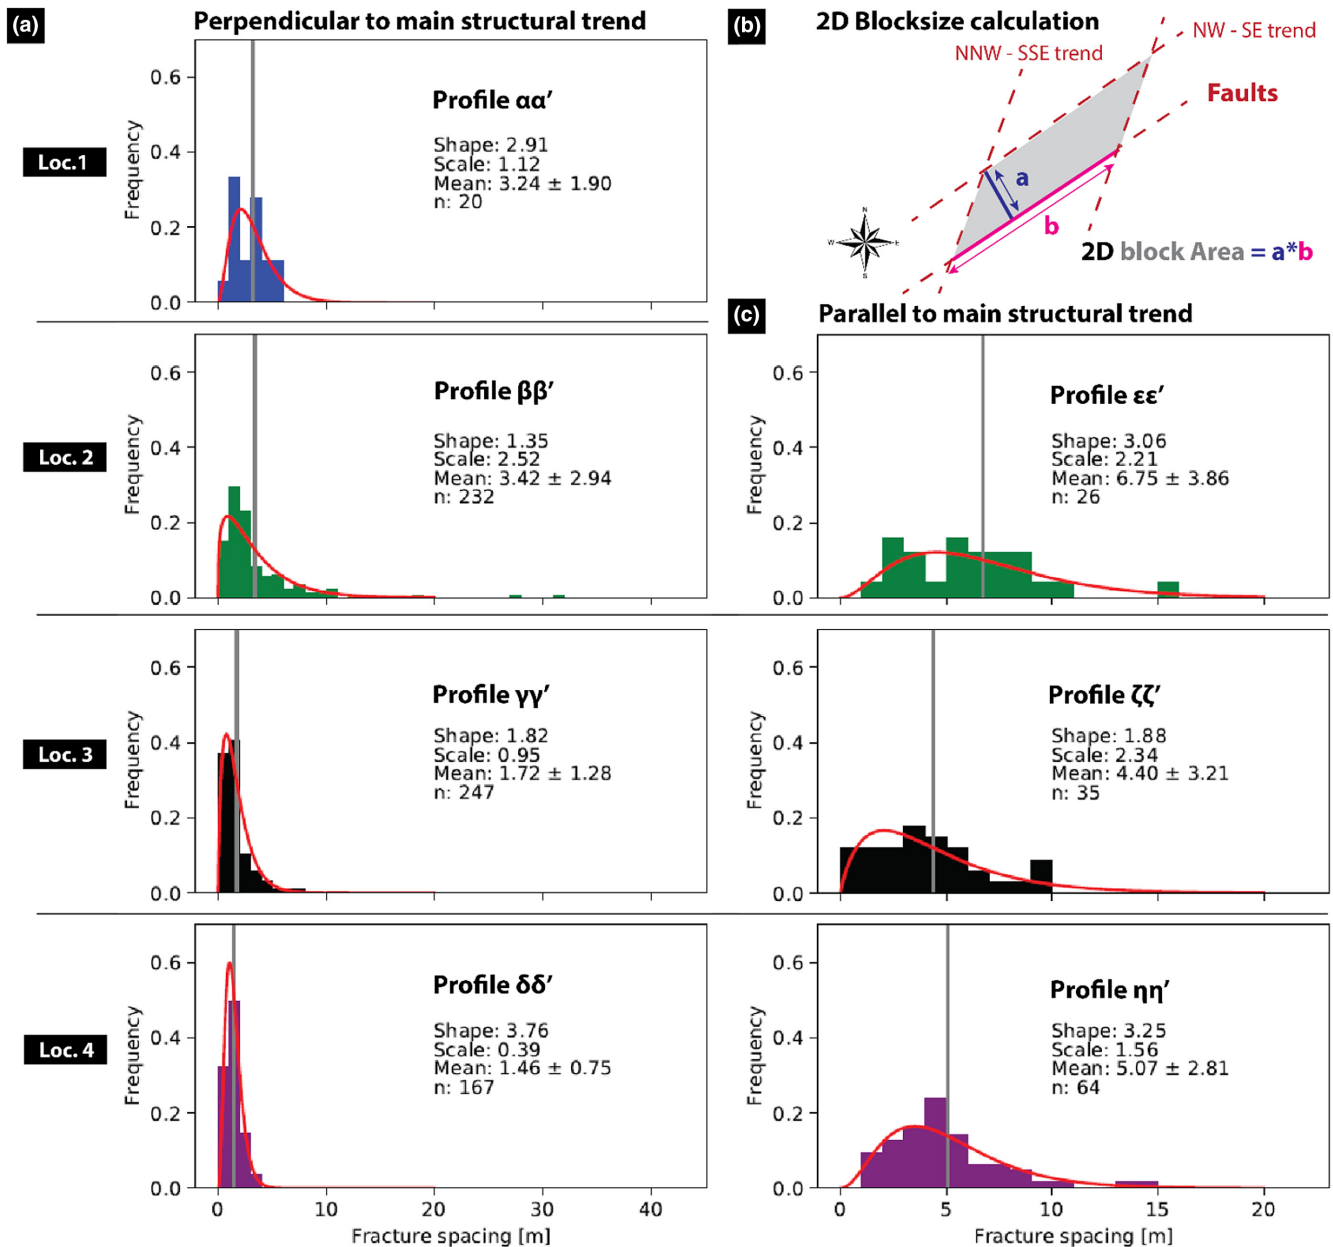 (a)
Perpendicular to main structural trend
Loc.1
Frequency
0.6
0.4
0.2
0.0
Profile αα′
Shape: 2.91
Scale: 1.12
Mean: 3.24 ± 1.90
n: 20
Loc. 2
Frequency
0.6
0.4
0.2
0.0
Profile ββ′
Shape: 1.35
Scale: 2.52
Mean: 3.42 ± 2.94
n: 232
Loc. 3
Frequency
0.6
0.4
0.2
0.0
Profile γγ′
Shape: 1.82
Scale: 0.95
Mean: 1.72 ± 1.28
n: 247
Loc. 4
Frequency
0.6
0.4
0.2
0.0
Profile δδ′
Shape: 3.76
Scale: 0.39
Mean: 1.46 ± 0.75
n: 167
0 10 20 30 40
Fracture spacing [m]
(b)
2D Blocksize calculation
NW - SE trend
NNW - SSE trend
Faults
a
b
N
W E
S
2D block Area = a*b
(c)
Parallel to main structural trend
Frequency
0.6
0.4
0.2
0.0
Profile εε′
Shape: 3.06
Scale: 2.21
Mean: 6.75 ± 3.86
n: 26
Frequency
0.6
0.4
0.2
0.0
Profile ζζ′
Shape: 1.88
Scale: 2.34
Mean: 4.40 ± 3.21
n: 35
Frequency
0.6
0.4
0.2
0.0
Profile ηη′
Shape: 3.25
Scale: 1.56
Mean: 5.07 ± 2.81
n: 64
0 5 10 15 20
Fracture spacing [m]